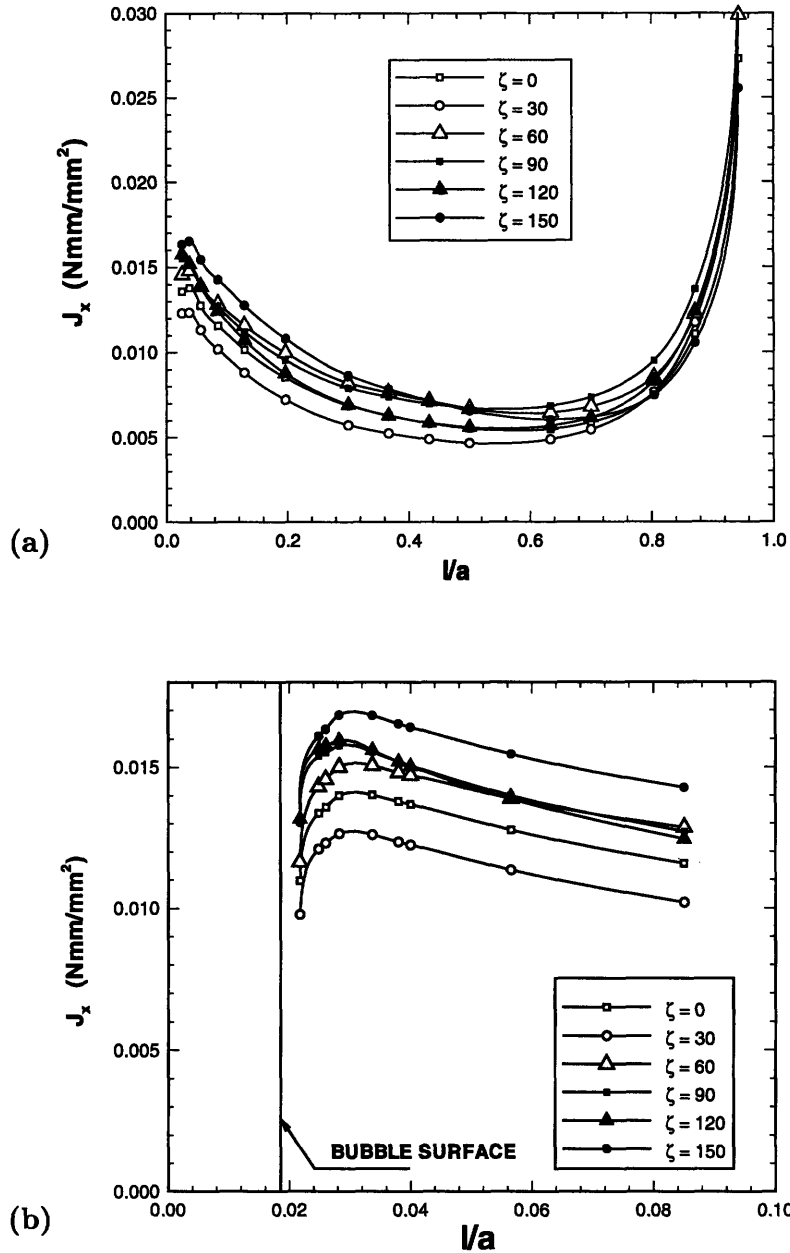 0.030
0.025
0.020
0.015
0.010
0.005
0.000
J_x (Nmm/mm²)
ζ = 0
ζ = 30
ζ = 60
ζ = 90
ζ = 120
ζ = 150
0.0 0.2 0.4 0.6 0.8 1.0
l/a
(a)
0.015
0.010
0.005
0.000
J_x (Nmm/mm²)
ζ = 0
ζ = 30
ζ = 60
ζ = 90
ζ = 120
ζ = 150
BUBBLE SURFACE
0.00 0.02 0.04 0.06 0.08 0.10
l/a
(b)